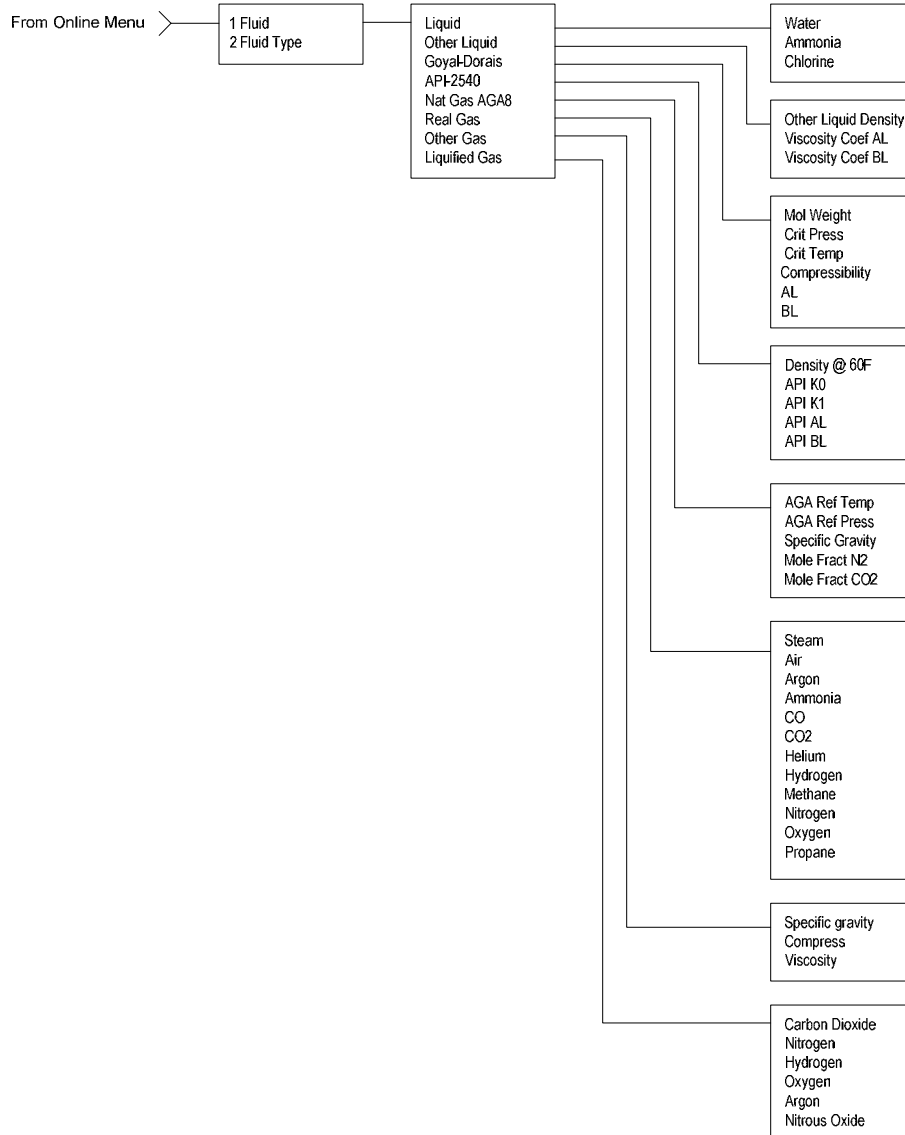 From Online Menu
1 Fluid
2 Fluid Type
Liquid
Other Liquid
Goyal-Dorais
API-2540
Nat Gas AGA8
Real Gas
Other Gas
Liquified Gas
Water
Ammonia
Chlorine
Other Liquid Density
Viscosity Coef AL
Viscosity Coef BL
Mol Weight
Crit Press
Crit Temp
Compressibility
AL
BL
Density @ 60F
API K0
API K1
API AL
API BL
AGA Ref Temp
AGA Ref Press
Specific Gravity
Mole Fract N2
Mole Fract CO2
Steam
Air
Argon
Ammonia
CO
CO2
Helium
Hydrogen
Methane
Nitrogen
Oxygen
Propane
Specific gravity
Compress
Viscosity
Carbon Dioxide
Nitrogen
Hydrogen
Oxygen
Argon
Nitrous Oxide